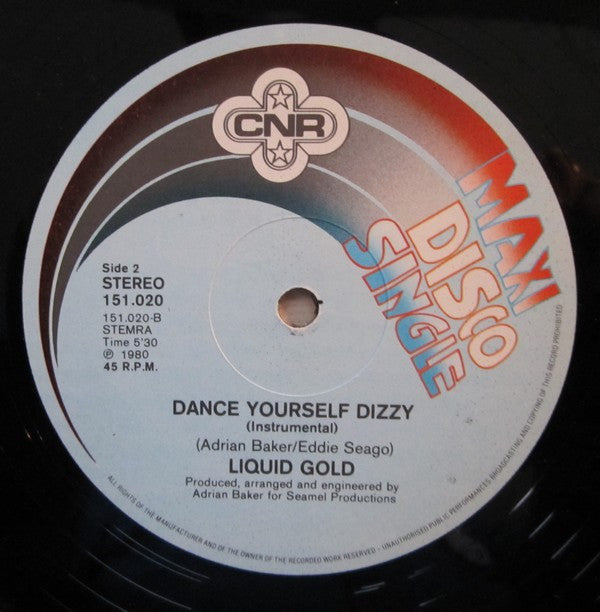 CNR
MAXI
DISCO
SINGLE
Side 2
STEREO
151.020
151.020-B
STEMRA
Time 5'30
℗ 1980
45 R.P.M.
DANCE YOURSELF DIZZY
(Instrumental)
(Adrian Baker/Eddie Seago)
LIQUID GOLD
Produced, arranged and engineered by
Adrian Baker for Seamel Productions
ALL RIGHTS OF THE MANUFACTURER AND OF THE OWNER OF THE RECORDED WORK RESERVED - UNAUTHORISED PUBLIC PERFORMANCES BROADCASTING AND COPYING OF THIS RECORD PROHIBITED